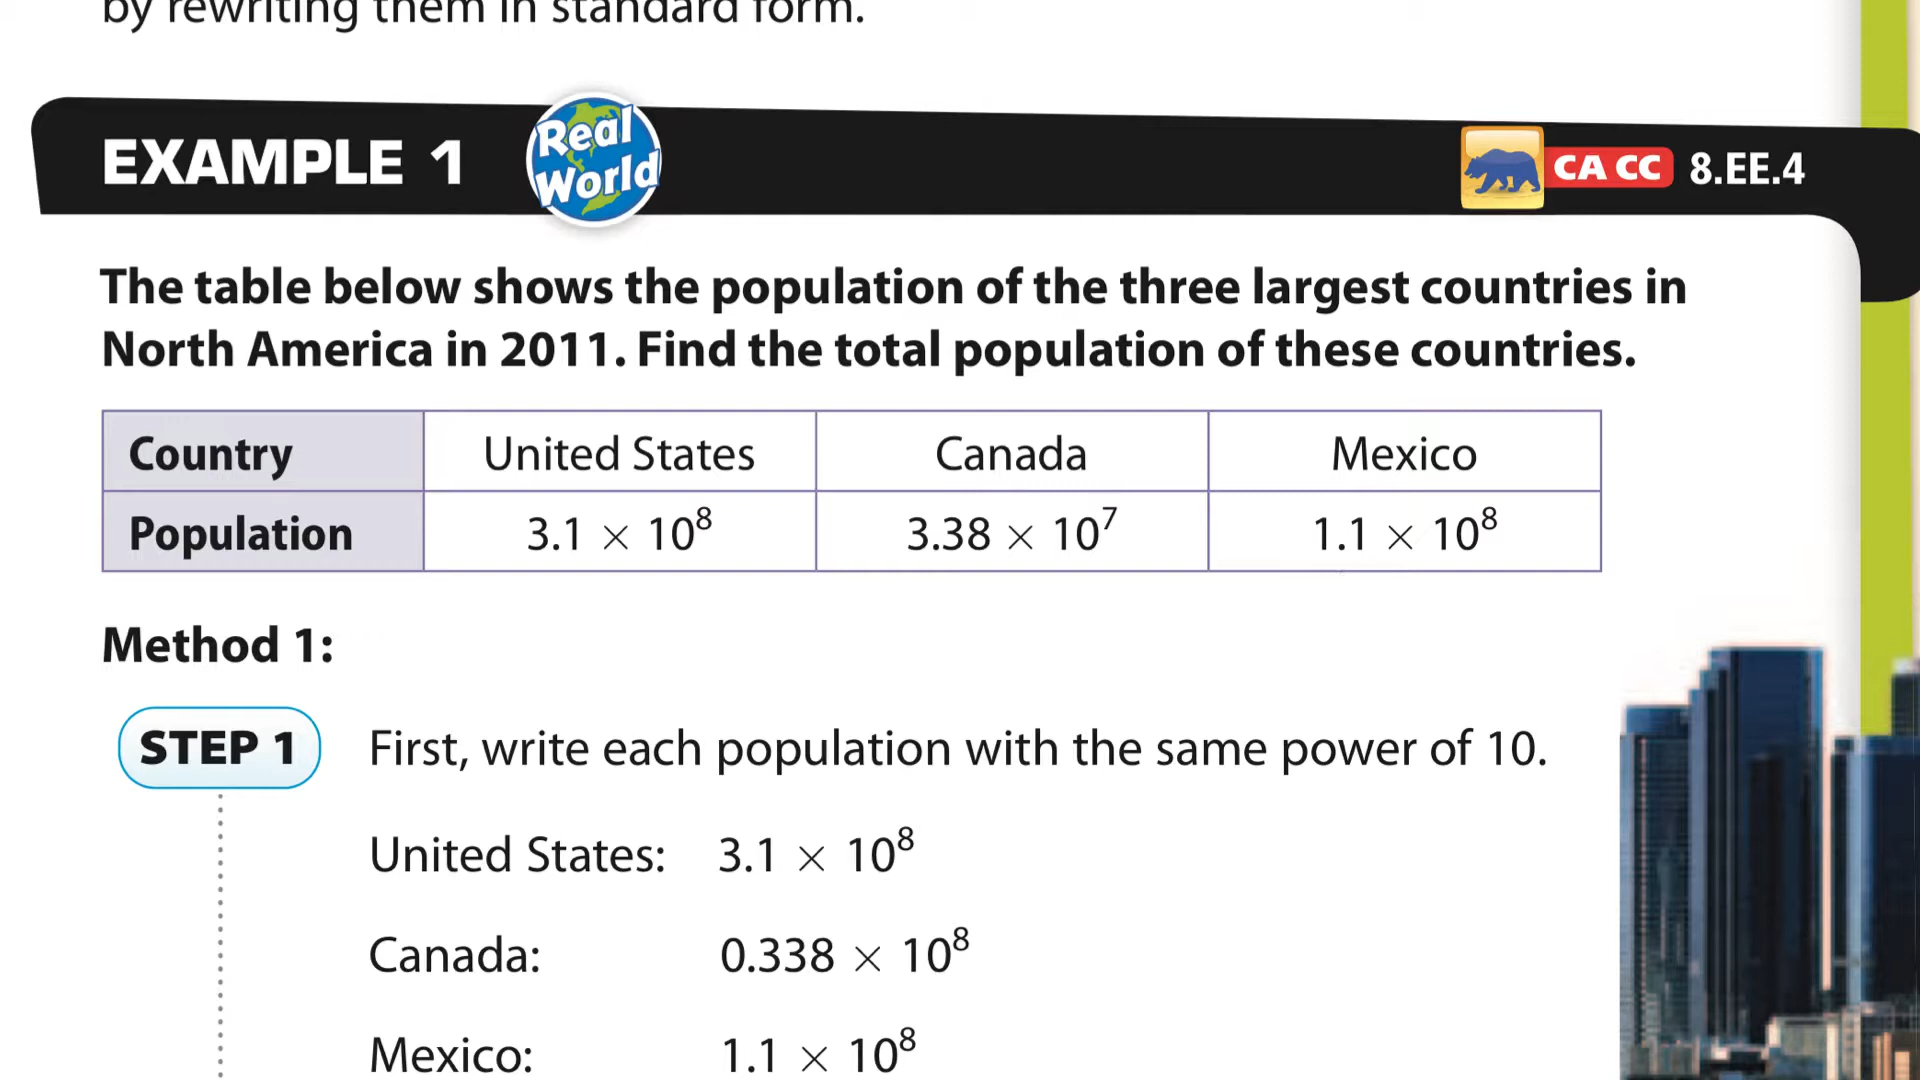 by rewriting them in standard form.
EXAMPLE 1
Real
World
CA CC 8.EE.4
The table below shows the population of the three largest countries in
North America in 2011. Find the total population of these countries.
Country United States Canada Mexico
Population 3.1 × 10⁸ 3.38 × 10⁷ 1.1 × 10⁸
Method 1:
STEP 1 First, write each population with the same power of 10.
United States: 3.1 × 10⁸
Canada: 0.338 × 10⁸
Mexico: 1.1 × 10⁸